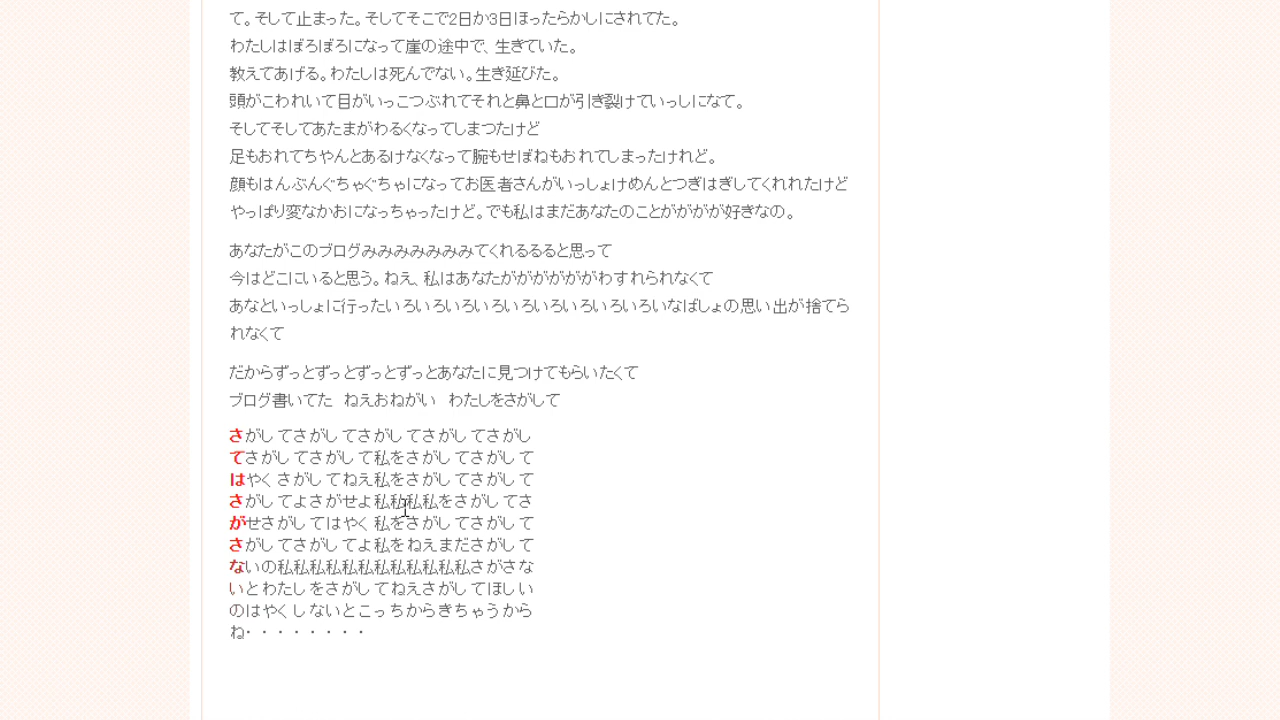 て。そして止まった。そしてそこで2日か3日ほったらかしにされてた。
わたしはぼろぼろになって崖の途中で、生きていた。
教えてあげる。わたしは死んでない。生き延びた。
頭がこわれいて目がいっこつぶれてそれと鼻と口が引き裂けていっしになて。
そしてそしてあたまがわるくなってしまつたけど
足もおれてちゃんとあるけなくなって腕もせぼねもおれてしまったけれど。
顔もはんぶんぐちゃぐちゃになってお医者さんがいっしょけめんとつぎはぎしてくれれたけど
やっぱり変なかおになっちゃったけど。でも私はまだあなたのことがががが好きなの。
あなたがこのブログみみみみみみみてくれるるると思って
今はどこにいると思う。ねえ、私はあなたがががががががわすれられなくて
あなといっしょに行ったいろいろいろいろいろいろいろいろいろいなばしょの思い出が捨てら
れなくて
だからずっとずっとずっとずっとあなたに見つけてもらいたくて
ブログ書いてた　ねえおねがい　わたしをさがして
さがしてさがしてさがしてさがしてさがし
てさがしてさがして私をさがしてさがして
はやくさがしてねえ私をさがしてさがして
さがしてよさがせよ私私私私をさがしてさ
がせさがしてはやく私をさがしてさがして
さがしてさがしてよ私をねえまださがして
ないの私私私私私私私私私私私私さがさな
いとわたしをさがしてねえさがしてほしい
のはやくしないとこっちからきちゃうから
ね・・・・・・・・